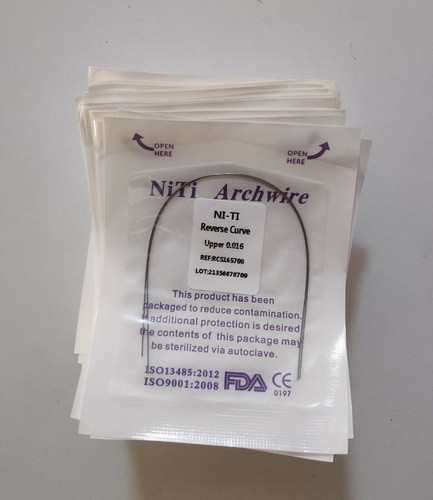 OPEN HERE
OPEN HERE
NiTi Archwire
NI-TI
Reverse Curve
Upper 0.016
REF:RCS165708
LOT:21356678709
This product has been
packaged to reduce contamination.
If additional protection is desired
the contents of this package may
be sterilized via autoclave.
ISO13485:2012
ISO9001:2008
FDA CE
0197